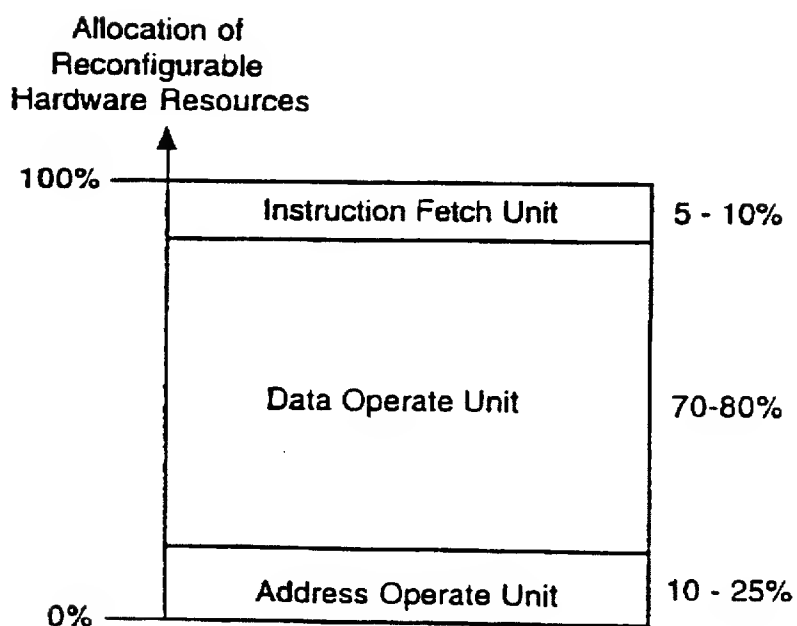 Allocation of
Reconfigurable
Hardware Resources
100%
Instruction Fetch Unit
5 - 10%
Data Operate Unit
70-80%
Address Operate Unit
10 - 25%
0%